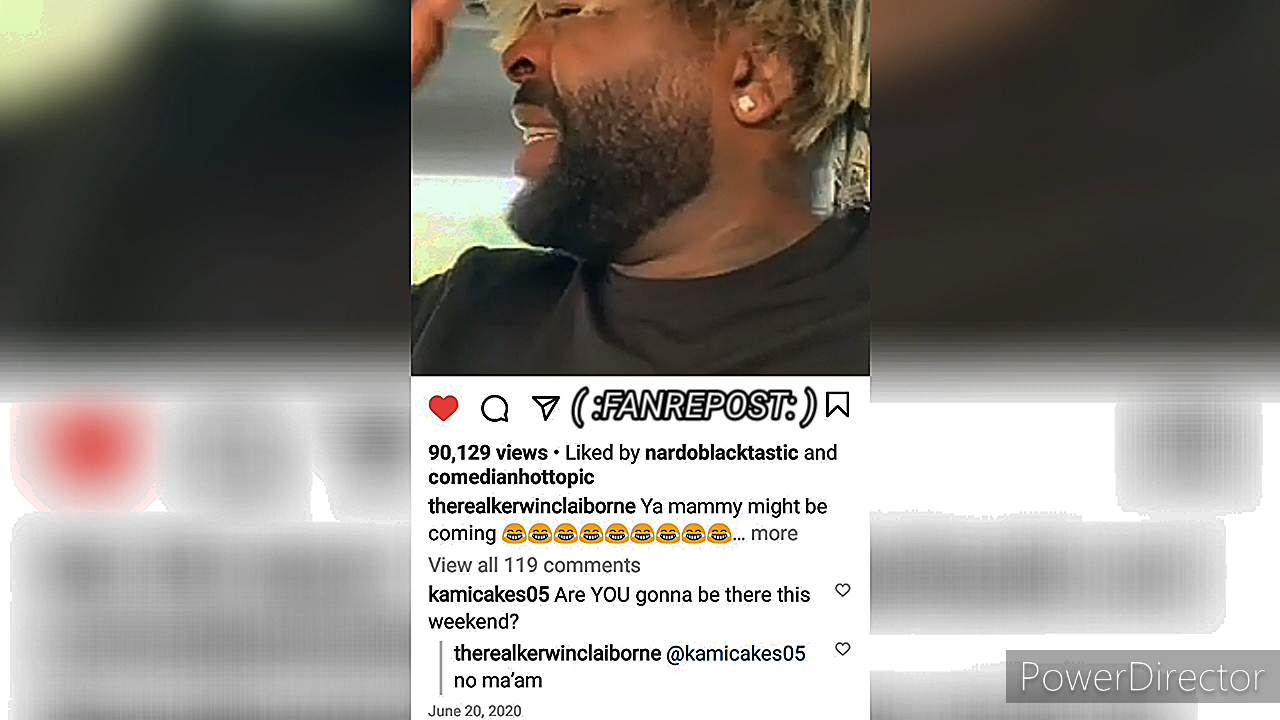 (:FANREPOST:)
90,129 views • Liked by nardoblacktastic and
comedianhottopic
therealkerwinclaiborne Ya mammy might be
coming 😂😂😂😂😂😂😂😂😂... more
View all 119 comments
kamicakes05 Are YOU gonna be there this
weekend?
therealkerwinclaiborne @kamicakes05
no ma'am
June 20, 2020
PowerDirector